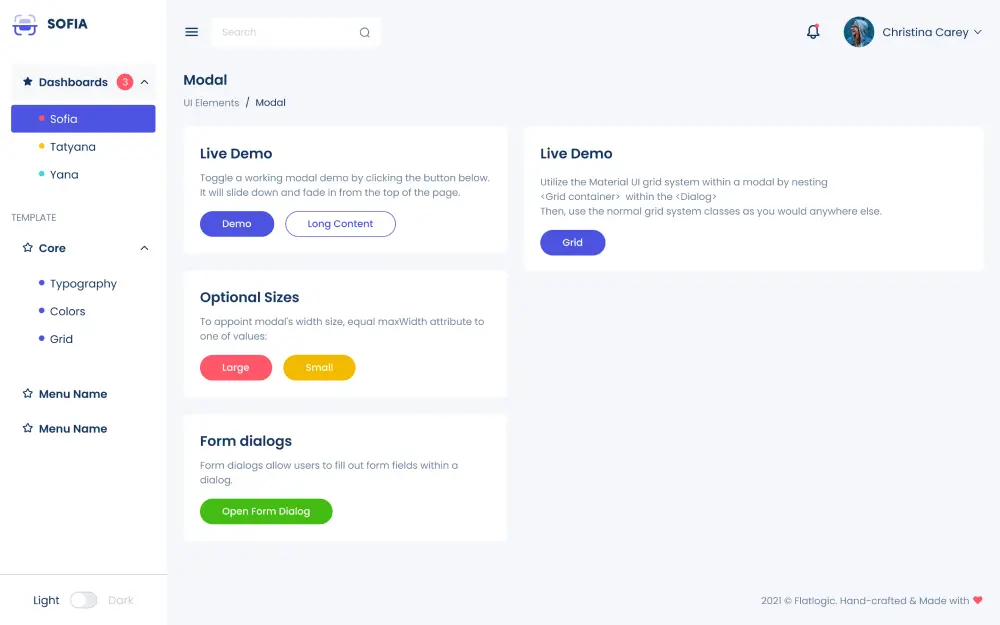 SOFIA
Search
Christina Carey
Dashboards 3
Sofia
Tatyana
Yana
TEMPLATE
Core
Typography
Colors
Grid
Menu Name
Menu Name
Light Dark
Modal
UI Elements / Modal
Live Demo
Toggle a working modal demo by clicking the button below.
It will slide down and fade in from the top of the page.
Demo Long Content
Optional Sizes
To appoint modal's width size, equal maxWidth attribute to
one of values:
Large Small
Form dialogs
Form dialogs allow users to fill out form fields within a
dialog.
Open Form Dialog
Live Demo
Utilize the Material UI grid system within a modal by nesting
<Grid container> within the <Dialog>
Then, use the normal grid system classes as you would anywhere else.
Grid
2021 © Flatlogic. Hand-crafted & Made with ❤